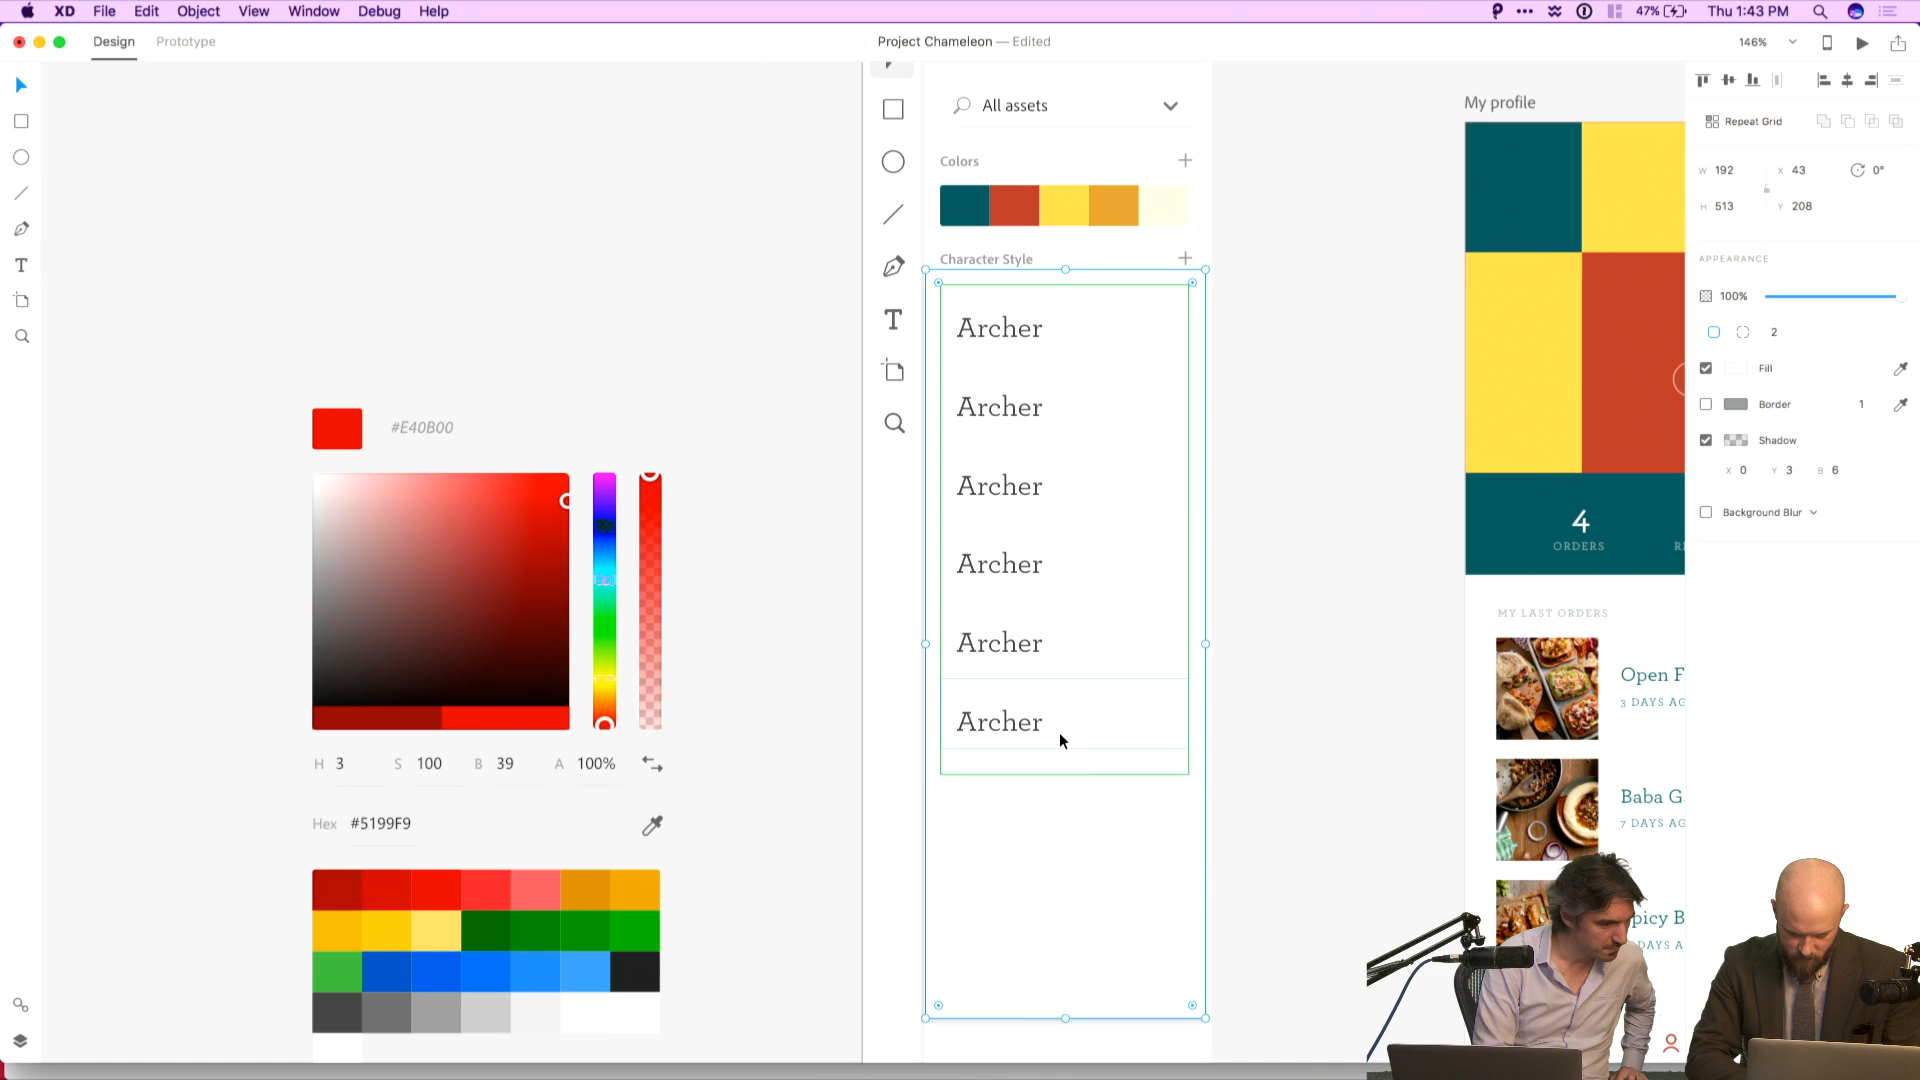 XD File Edit Object View Window Debug Help
47% Thu 1:43 PM
Design Prototype
Project Chameleon — Edited
146%
All assets
Colors
Character Style
Archer
Archer
Archer
Archer
Archer
Archer
#E40B00
H 3 S 100 B 39 A 100%
Hex #5199F9
My profile
4
ORDERS
MY LAST ORDERS
Open F
3 DAYS AG
Baba G
7 DAYS AG
picy B
DAYS A
Repeat Grid
W 192 X 43 0°
H 513 Y 208
APPEARANCE
100%
2
Fill
Border 1
Shadow
X 0 Y 3 B 6
Background Blur